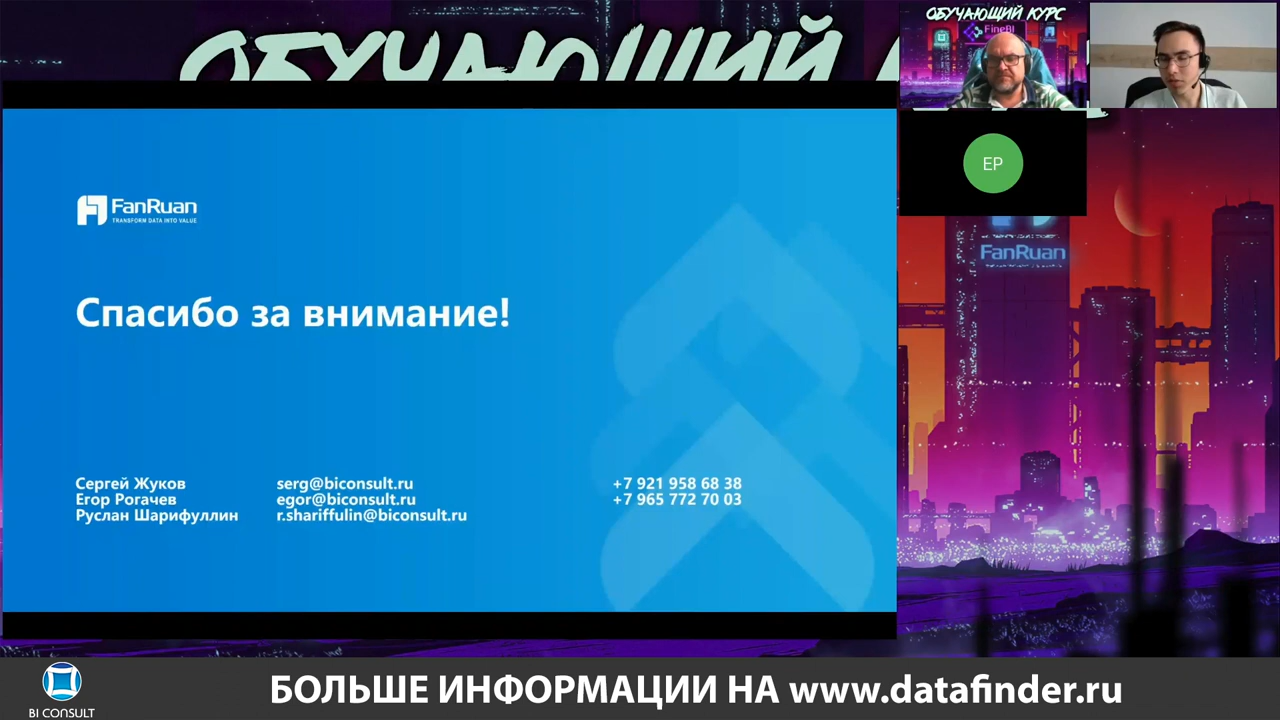 ОБУЧАЮЩИЙ
ОБУЧАЮЩИЙ КУРС
FineBI
EP
FanRuan
FanRuan
TRANSFORM DATA INTO VALUE
Спасибо за внимание!
Сергей Жуков serg@biconsult.ru +7 921 958 68 38
Егор Рогачев egor@biconsult.ru +7 965 772 70 03
Руслан Шарифуллин r.shariffulin@biconsult.ru
BI CONSULT
БОЛЬШЕ ИНФОРМАЦИИ НА www.datafinder.ru